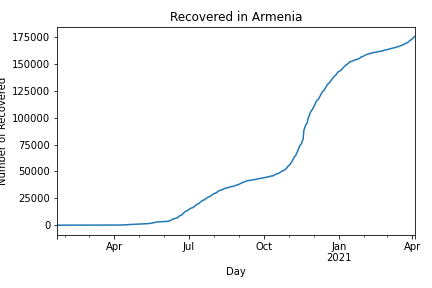 Recovered in Armenia
175000
150000
125000
100000
75000
50000
25000
0
Number of Recovered
Apr
Jul
Oct
Jan
2021
Apr
Day